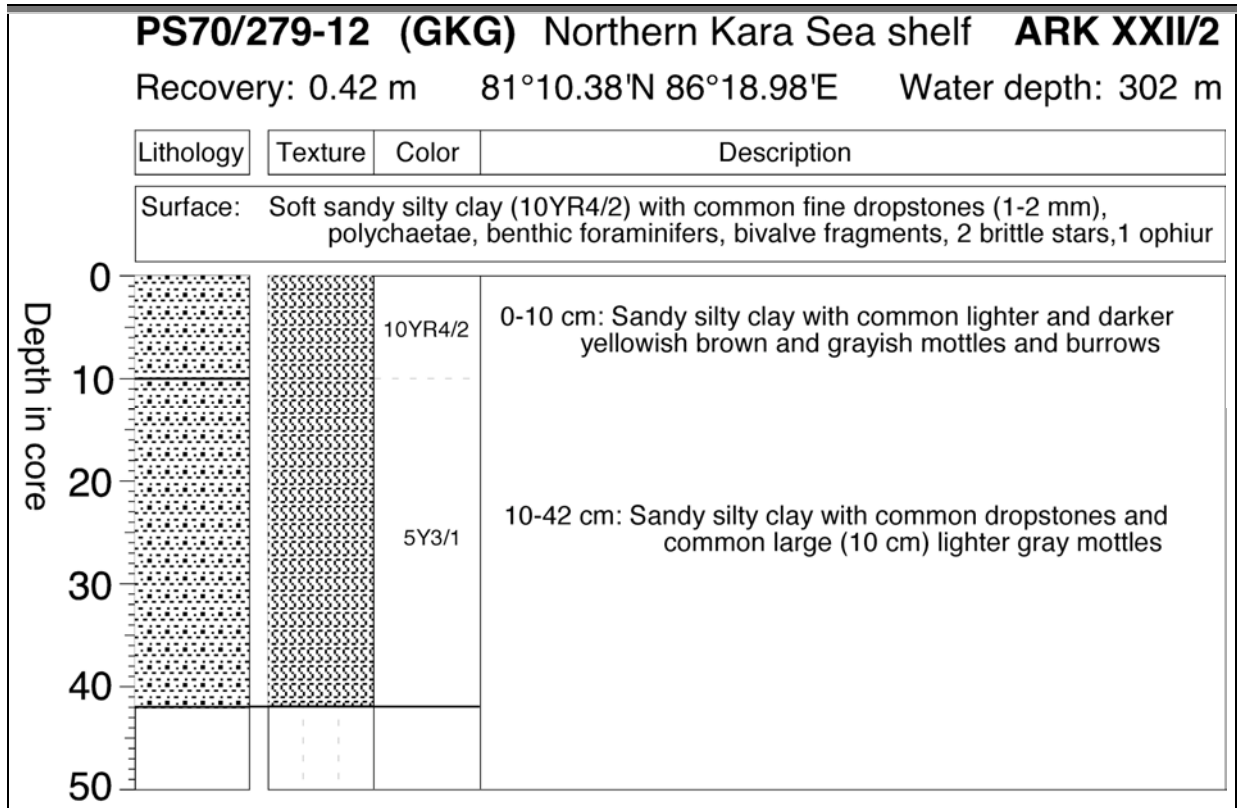 PS70/279-12 (GKG) Northern Kara Sea shelf ARK XXII/2
Recovery: 0.42 m 81°10.38'N 86°18.98'E Water depth: 302 m
Lithology Texture Color Description
Surface: Soft sandy silty clay (10YR4/2) with common fine dropstones (1-2 mm),
polychaetae, benthic foraminifers, bivalve fragments, 2 brittle stars,1 ophiur
Depth in core
0
10
20
30
40
50
10YR4/2
5Y3/1
0-10 cm: Sandy silty clay with common lighter and darker
yellowish brown and grayish mottles and burrows
10-42 cm: Sandy silty clay with common dropstones and
common large (10 cm) lighter gray mottles